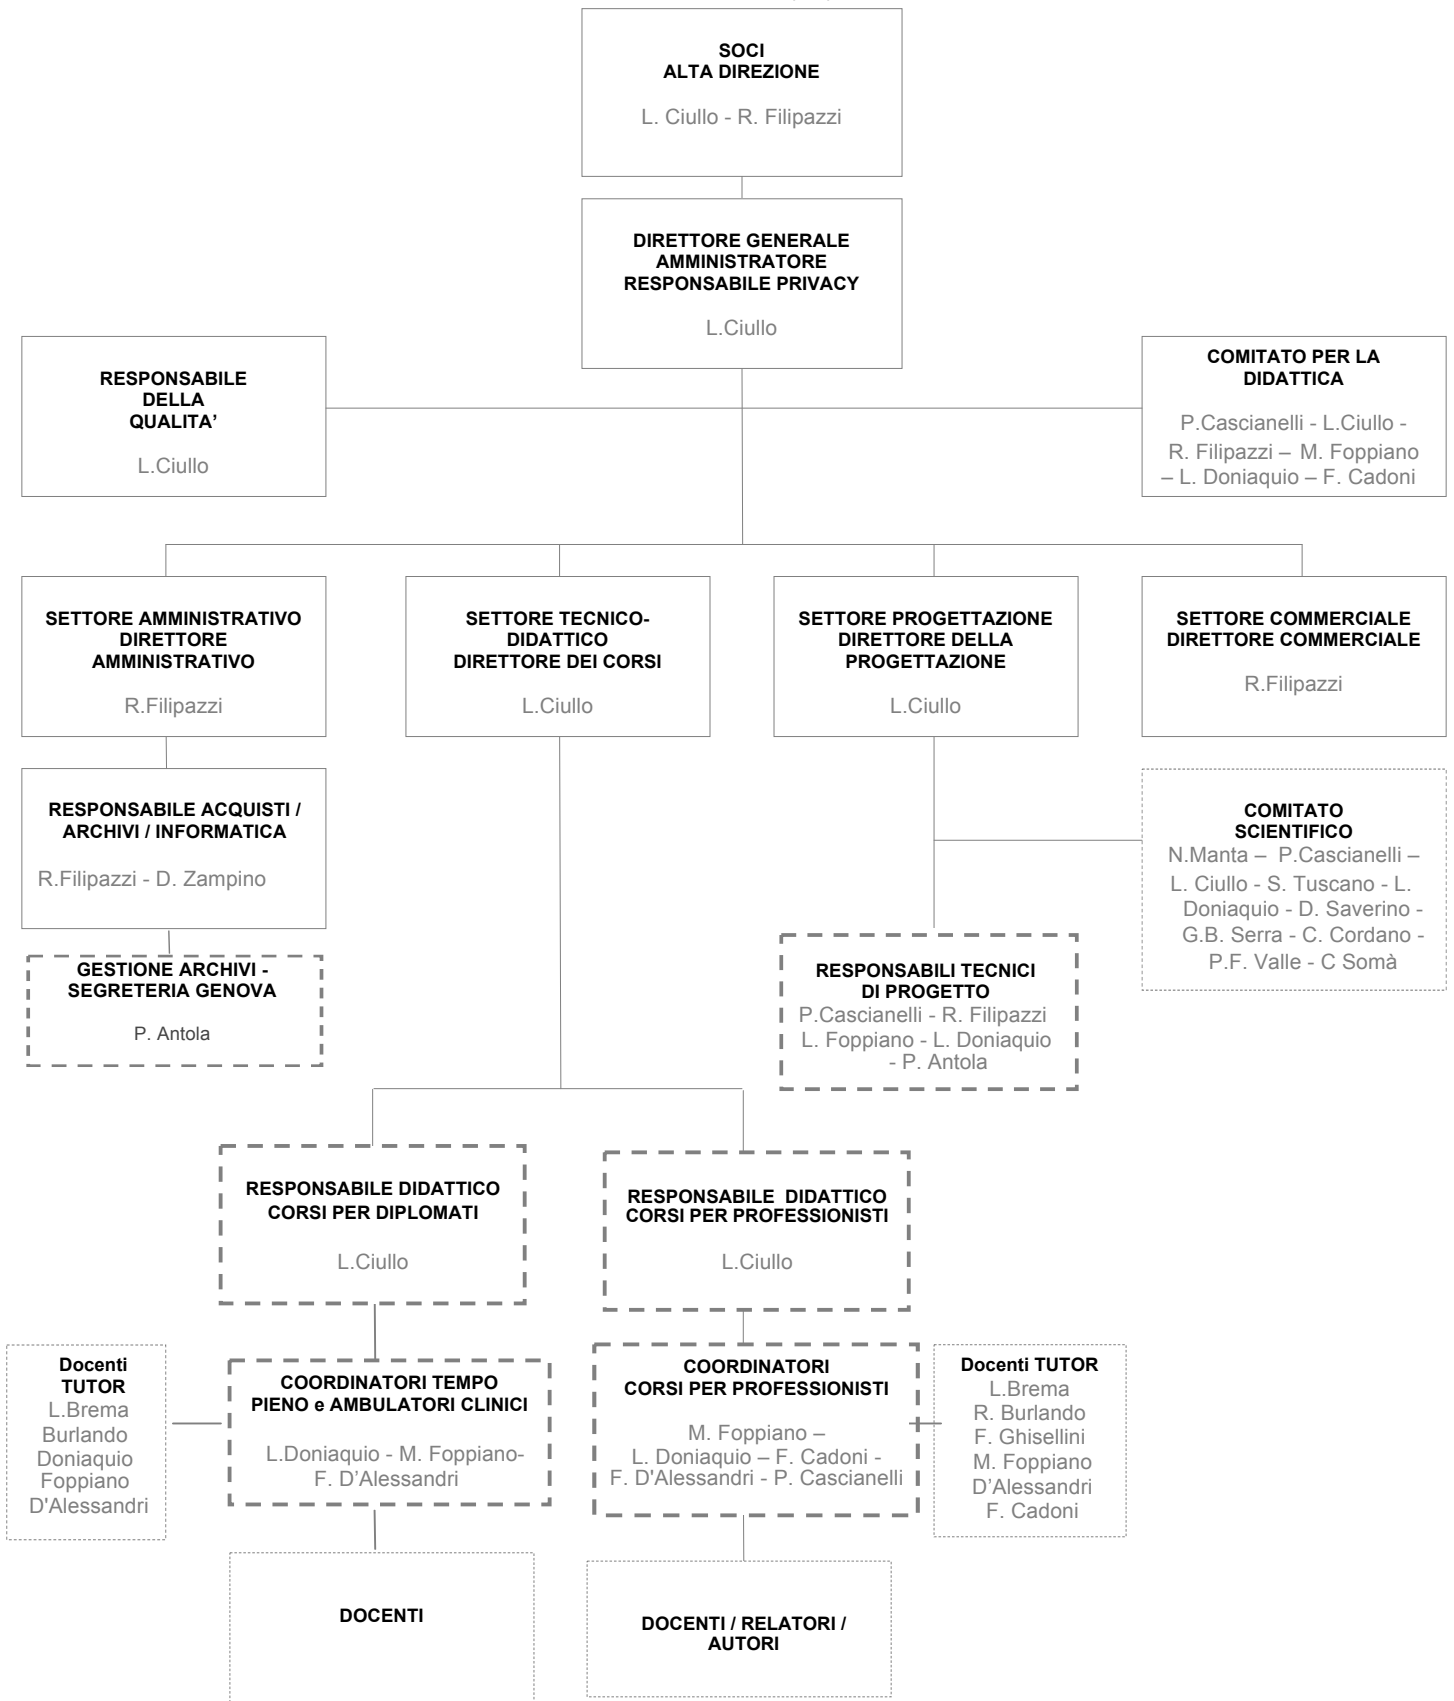 SOCI
ALTA DIREZIONE
L. Ciullo - R. Filipazzi
DIRETTORE GENERALE
AMMINISTRATORE
RESPONSABILE PRIVACY
L.Ciullo
RESPONSABILE
DELLA
QUALITA’
L.Ciullo
COMITATO PER LA
DIDATTICA
P.Cascianelli - L.Ciullo -
R. Filipazzi – M. Foppiano
– L. Doniaquio – F. Cadoni
SETTORE AMMINISTRATIVO
DIRETTORE
AMMINISTRATIVO
R.Filipazzi
SETTORE TECNICO-
DIDATTICO
DIRETTORE DEI CORSI
L.Ciullo
SETTORE PROGETTAZIONE
DIRETTORE DELLA
PROGETTAZIONE
L.Ciullo
SETTORE COMMERCIALE
DIRETTORE COMMERCIALE
R.Filipazzi
RESPONSABILE ACQUISTI /
ARCHIVI / INFORMATICA
R.Filipazzi - D. Zampino
COMITATO
SCIENTIFICO
N.Manta – P.Cascianelli –
L. Ciullo - S. Tuscano - L.
Doniaquio - D. Saverino -
G.B. Serra - C. Cordano -
P.F. Valle - C Somà
GESTIONE ARCHIVI -
SEGRETERIA GENOVA
P. Antola
RESPONSABILI TECNICI
DI PROGETTO
P.Cascianelli - R. Filipazzi
L. Foppiano - L. Doniaquio
- P. Antola
RESPONSABILE DIDATTICO
CORSI PER DIPLOMATI
L.Ciullo
RESPONSABILE DIDATTICO
CORSI PER PROFESSIONISTI
L.Ciullo
Docenti
TUTOR
L.Brema
Burlando
Doniaquio
Foppiano
D'Alessandri
COORDINATORI TEMPO
PIENO e AMBULATORI CLINICI
L.Doniaquio - M. Foppiano-
F. D’Alessandri
COORDINATORI
CORSI PER PROFESSIONISTI
M. Foppiano –
L. Doniaquio – F. Cadoni -
F. D'Alessandri - P. Cascianelli
Docenti TUTOR
L.Brema
R. Burlando
F. Ghisellini
M. Foppiano
D’Alessandri
F. Cadoni
DOCENTI
DOCENTI / RELATORI /
AUTORI